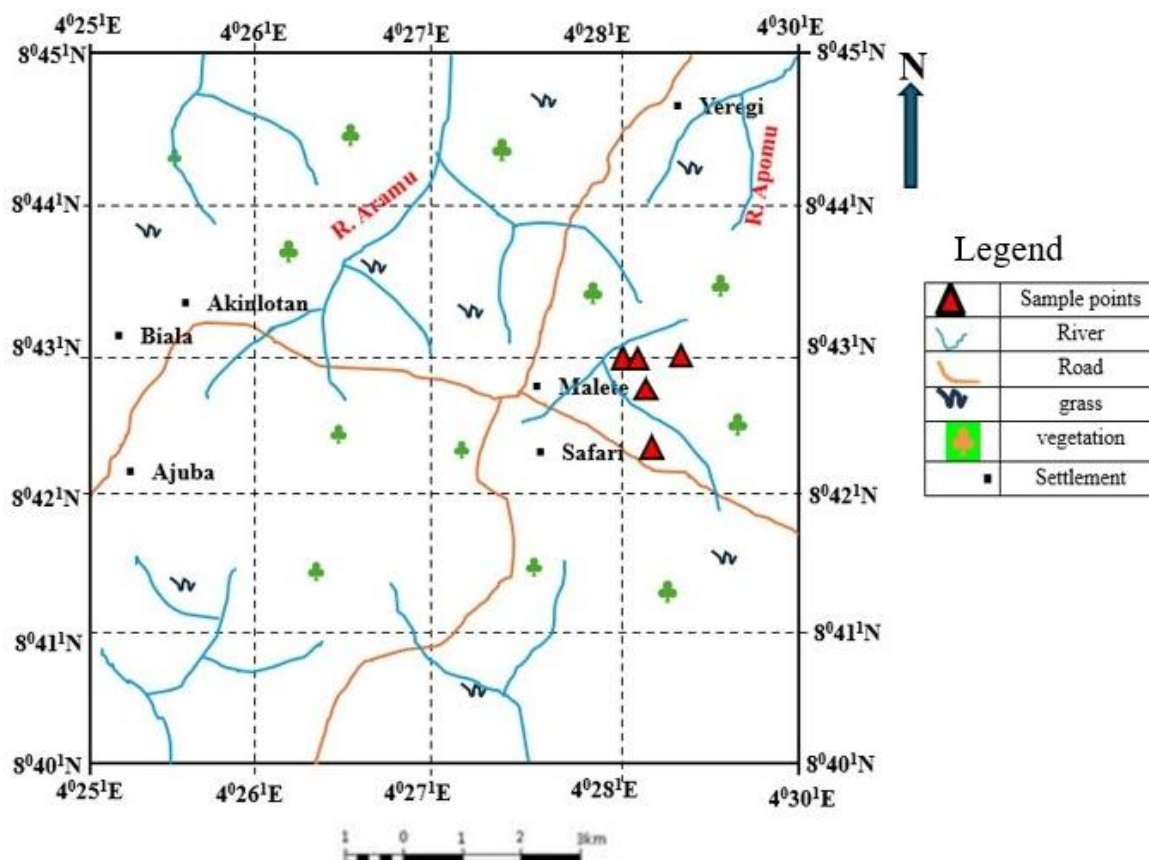 4⁰25¹E 4⁰26¹E 4⁰27¹E 4⁰28¹E 4⁰30¹E
8⁰45¹N 8⁰45¹N
N
Yeregi
R. Aramu
R. Apomu
8⁰44¹N 8⁰44¹N
Legend
Sample points
River
Road
grass
vegetation
Settlement
Akinlotan
Biala
8⁰43¹N 8⁰43¹N
Malete
Safari
Ajuba
8⁰42¹N 8⁰42¹N
8⁰41¹N 8⁰41¹N
8⁰40¹N 8⁰40¹N
4⁰25¹E 4⁰26¹E 4⁰27¹E 4⁰28¹E 4⁰30¹E
1 0 1 2 3km